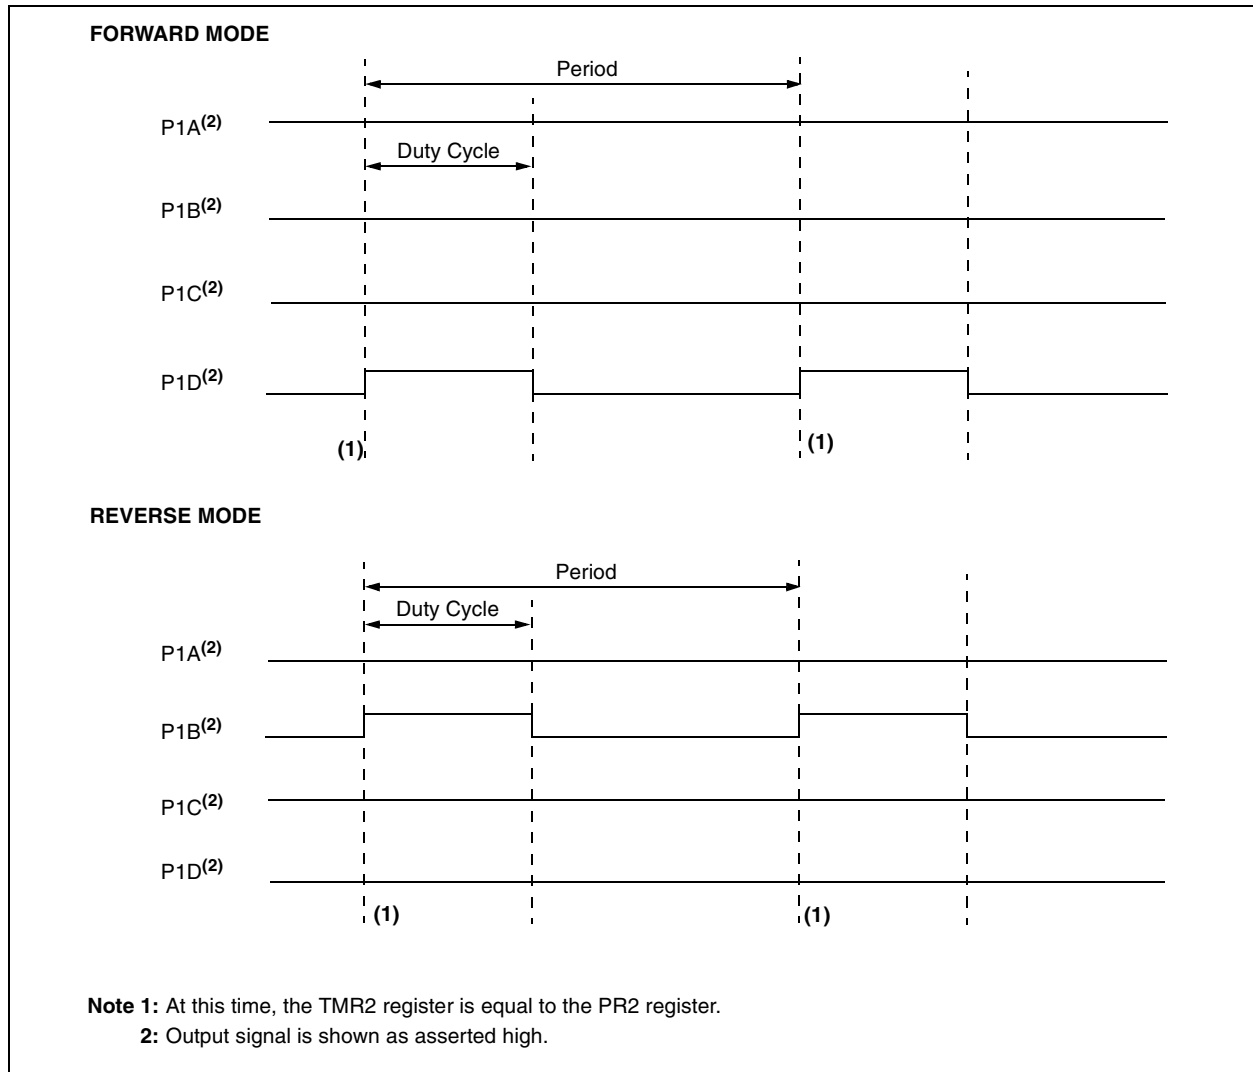 FORWARD MODE
Period
P1A(2)
Duty Cycle
P1B(2)
P1C(2)
P1D(2)
(1)
(1)
REVERSE MODE
Period
Duty Cycle
P1A(2)
P1B(2)
P1C(2)
P1D(2)
(1)
(1)
Note 1: At this time, the TMR2 register is equal to the PR2 register.
2: Output signal is shown as asserted high.